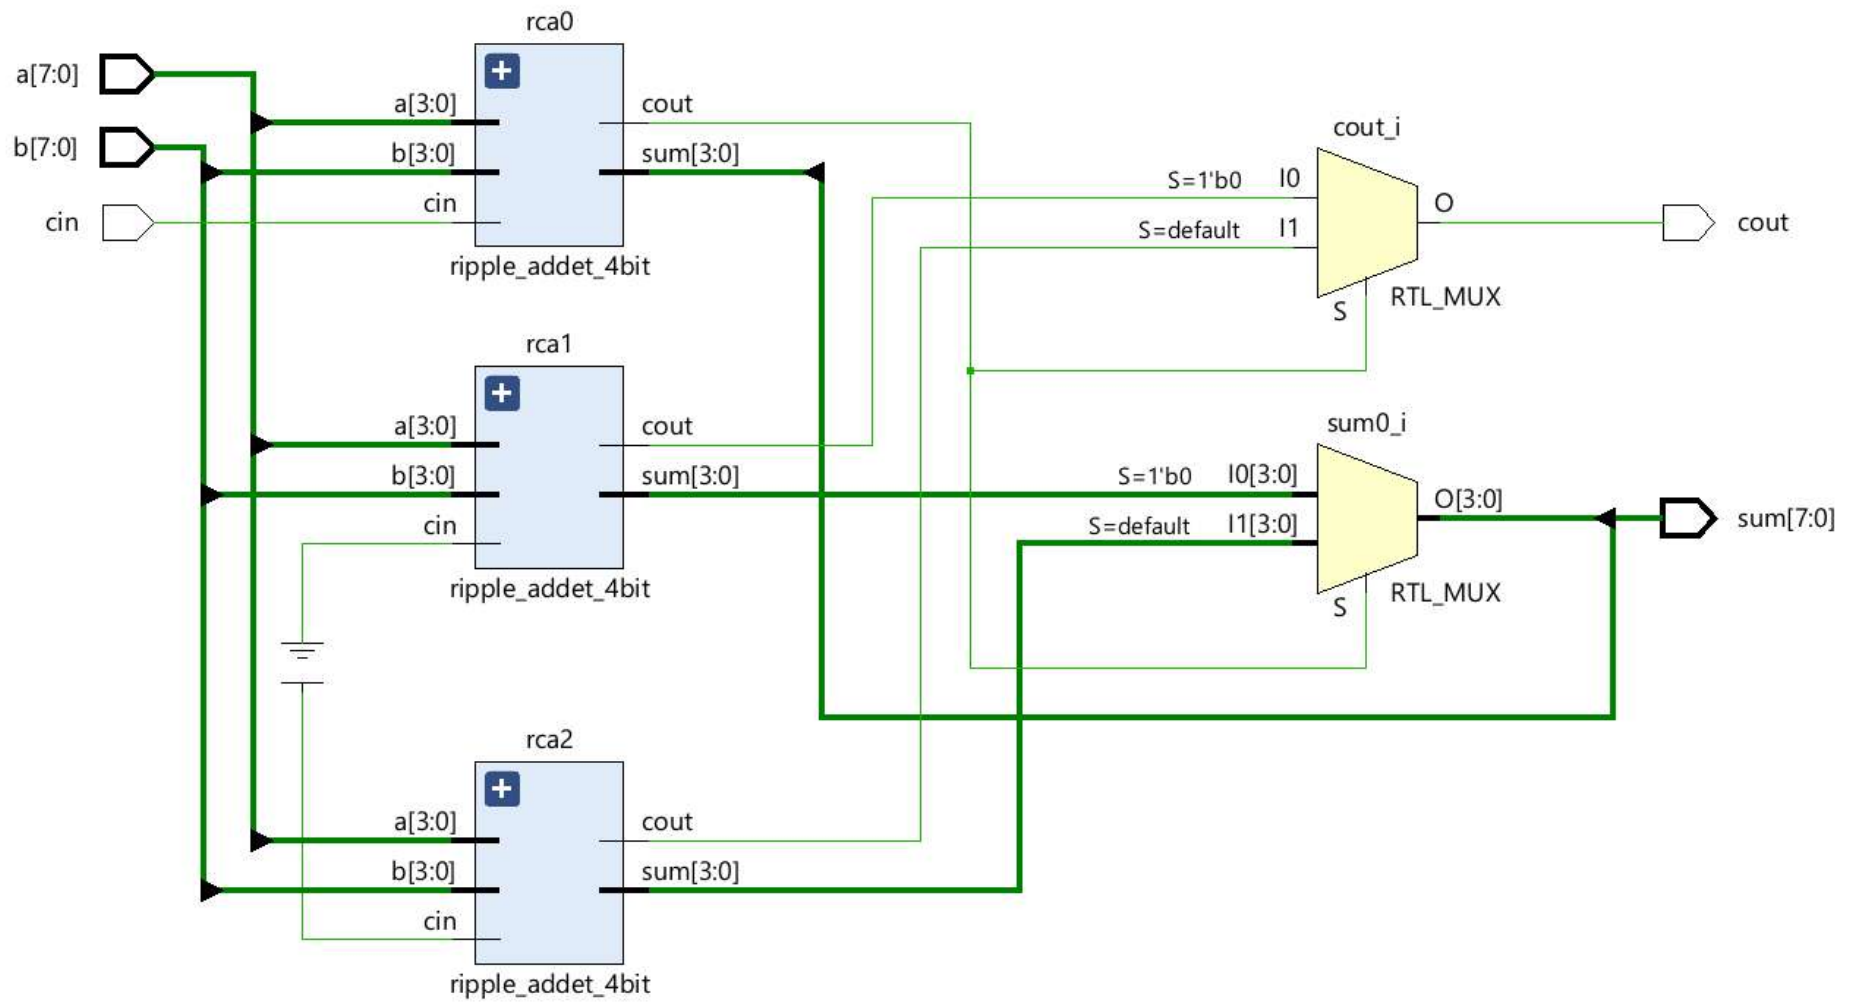 rca0
a[7:0]
a[3:0]
cout
b[7:0]
b[3:0]
sum[3:0]
cin
cin
ripple_addet_4bit
cout_i
S=1'b0
I0
S=default
I1
O
cout
S
RTL_MUX
rca1
a[3:0]
cout
b[3:0]
sum[3:0]
cin
ripple_addet_4bit
sum0_i
S=1'b0
I0[3:0]
S=default
I1[3:0]
O[3:0]
sum[7:0]
S
RTL_MUX
rca2
a[3:0]
cout
b[3:0]
sum[3:0]
cin
ripple_addet_4bit